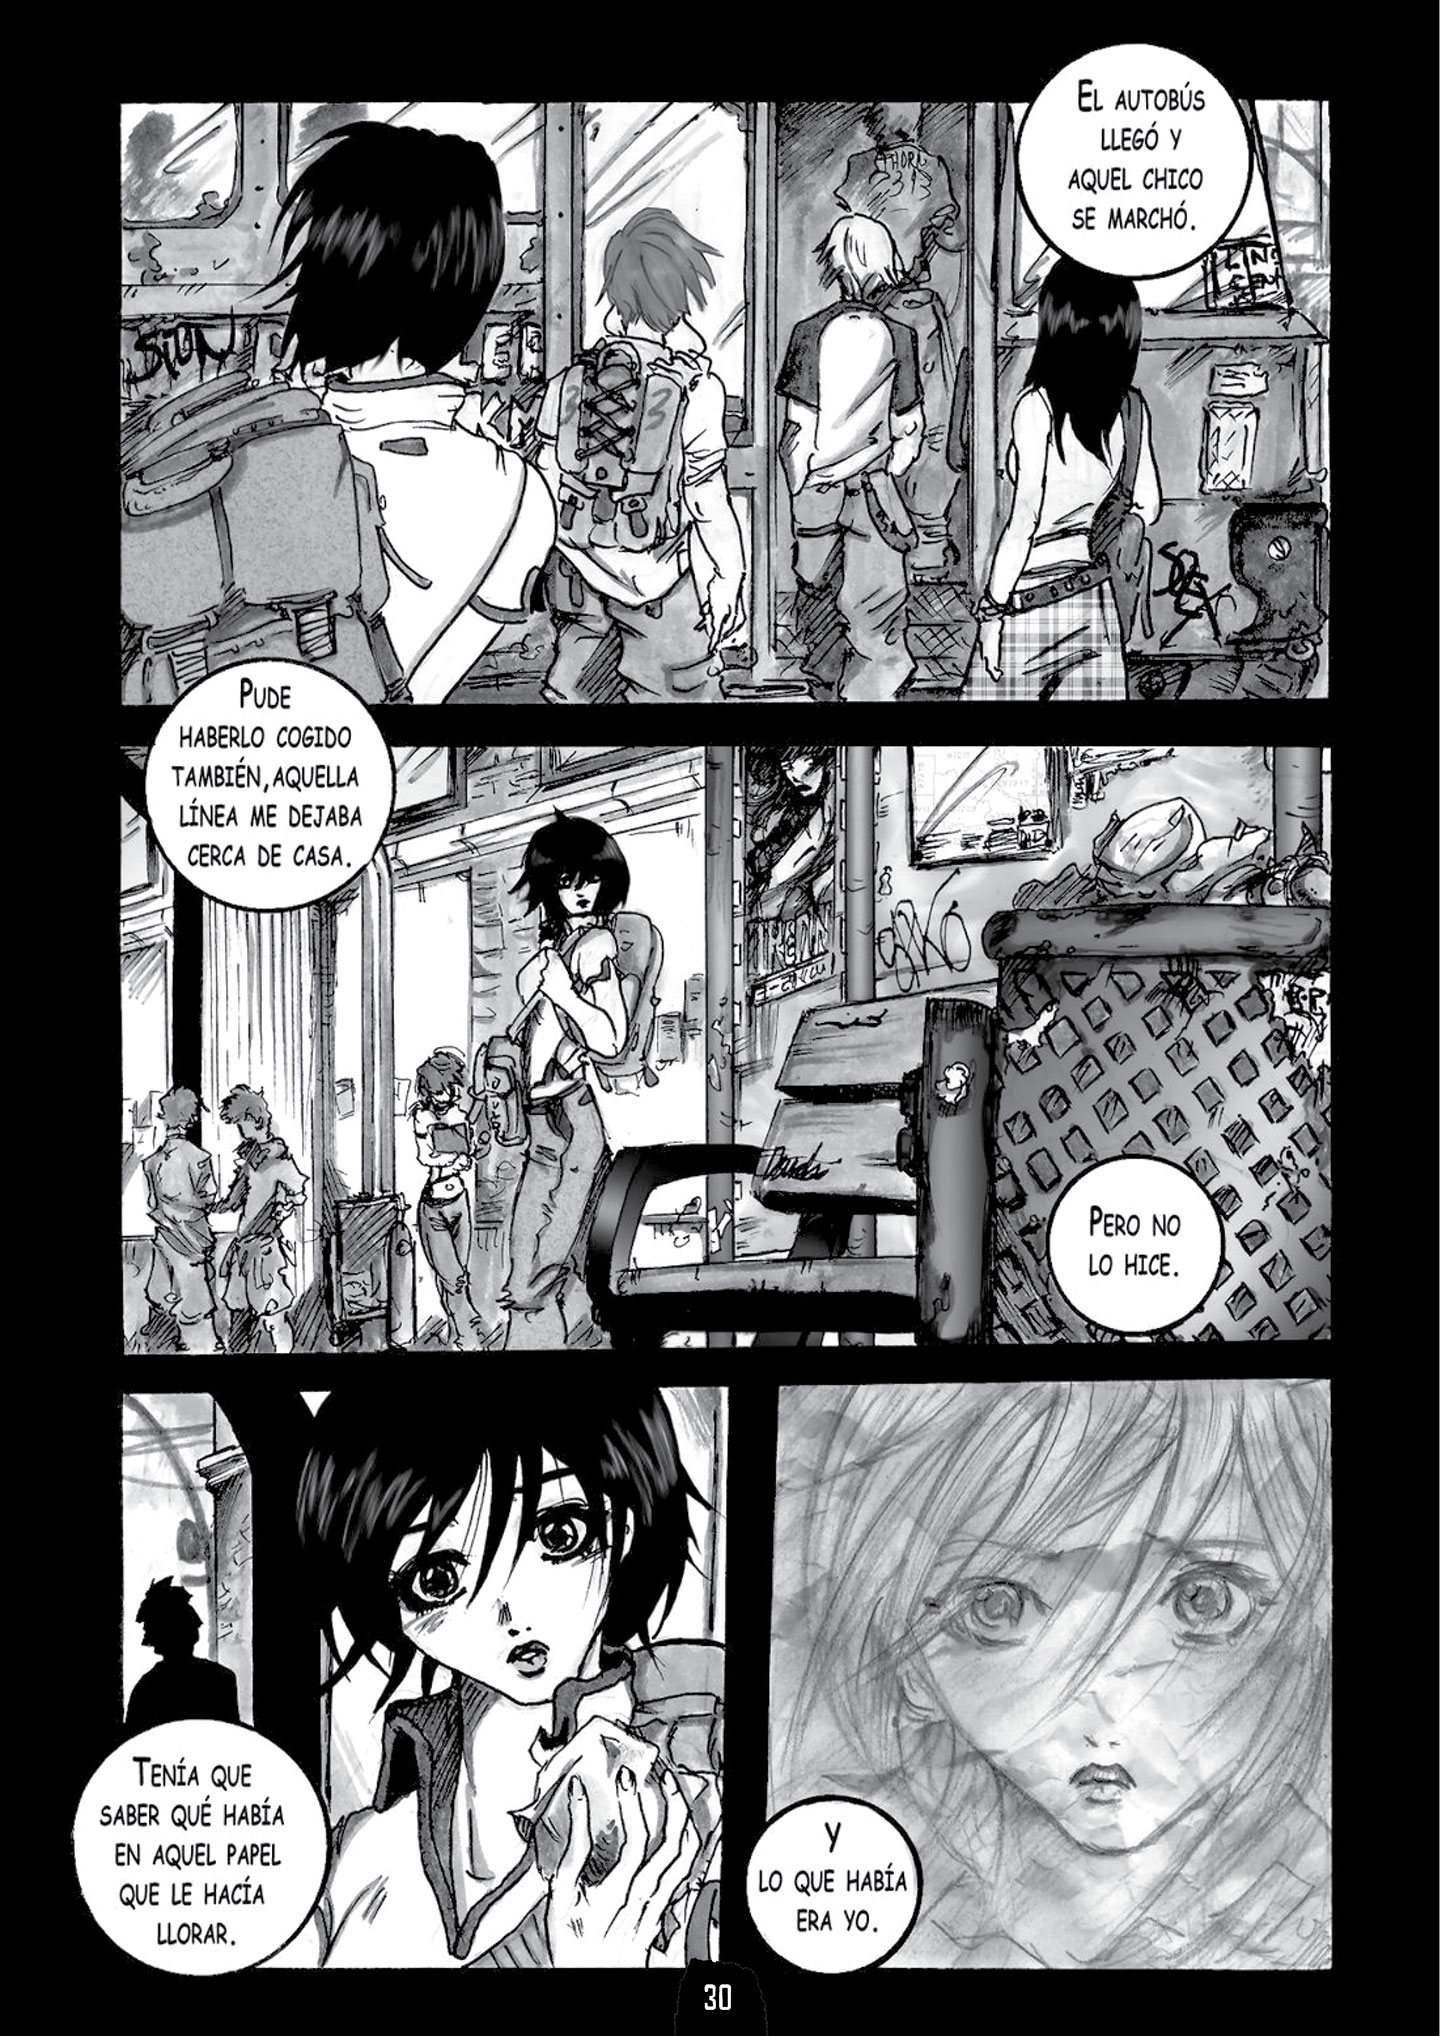 EL AUTOBÚS
LLEGÓ Y
AQUEL CHICO
SE MARCHÓ.
PUDE
HABERLO COGIDO
TAMBIÉN, AQUELLA
LÍNEA ME DEJABA
CERCA DE CASA.
PERO NO
LO HICE.
TENÍA QUE
SABER QUÉ HABÍA
EN AQUEL PAPEL
QUE LE HACÍA
LLORAR.
Y
LO QUE HABÍA
ERA YO.
30